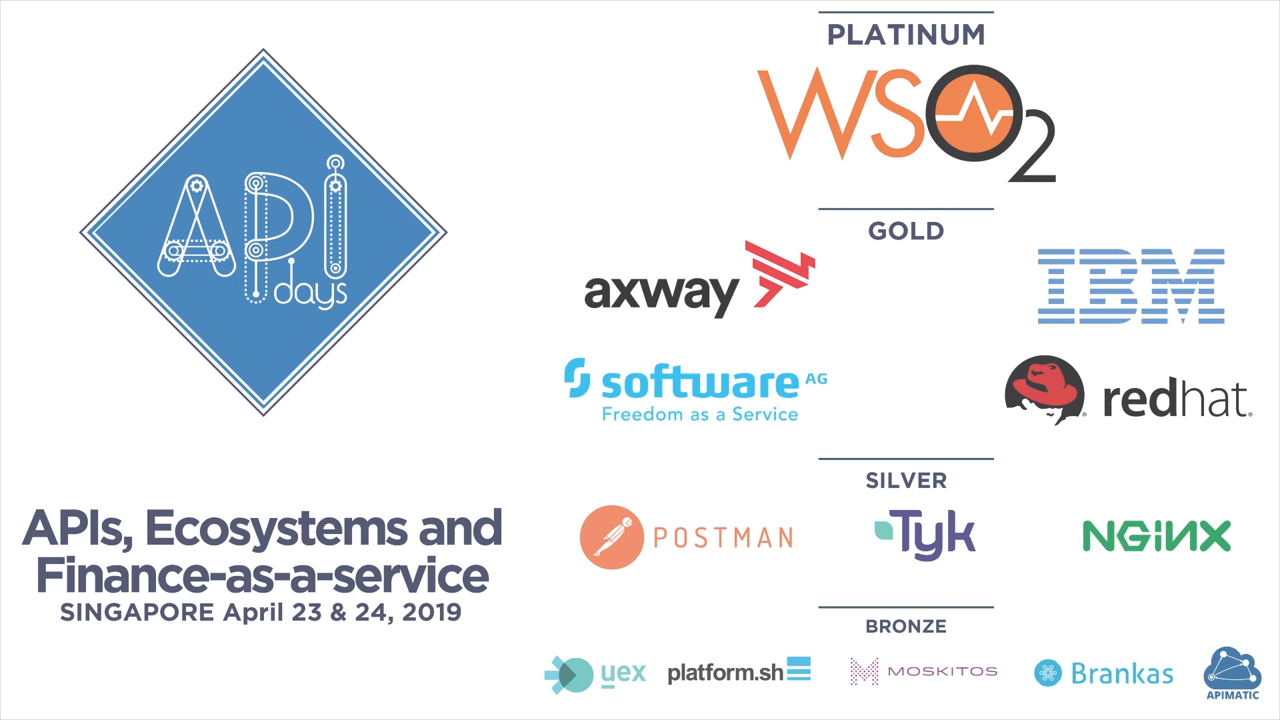 API
days
APIs, Ecosystems and
Finance-as-a-service
SINGAPORE April 23 & 24, 2019
PLATINUM
WSO2
GOLD
axway
IBM
software AG
Freedom as a Service
redhat.
SILVER
POSTMAN
Tyk
NGiNX
BRONZE
uex
platform.sh
MOSKITOS
Brankas
APIMATIC